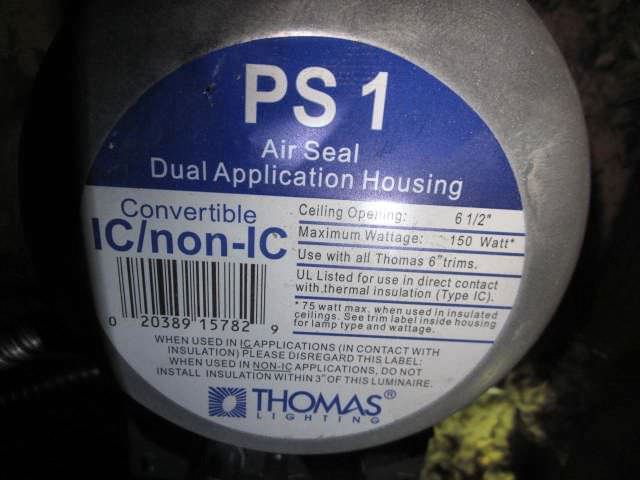 PS 1
Air Seal
Dual Application Housing
Convertible
IC/non-IC
0 20389 15782 9
Ceiling Opening: 6 1/2"
Maximum Wattage: 150 Watt*
Use with all Thomas 6" trims.
UL Listed for use in direct contact
with thermal insulation (Type IC).
*75 watt max. when used in insulated
ceilings. See trim label inside housing
for lamp type and wattage.
WHEN USED IN IC APPLICATIONS (IN CONTACT WITH
INSULATION) PLEASE DISREGARD THIS LABEL:
WHEN USED IN NON-IC APPLICATIONS, DO NOT
INSTALL INSULATION WITHIN 3" OF THIS LUMINAIRE.
THOMAS®
LIGHTING